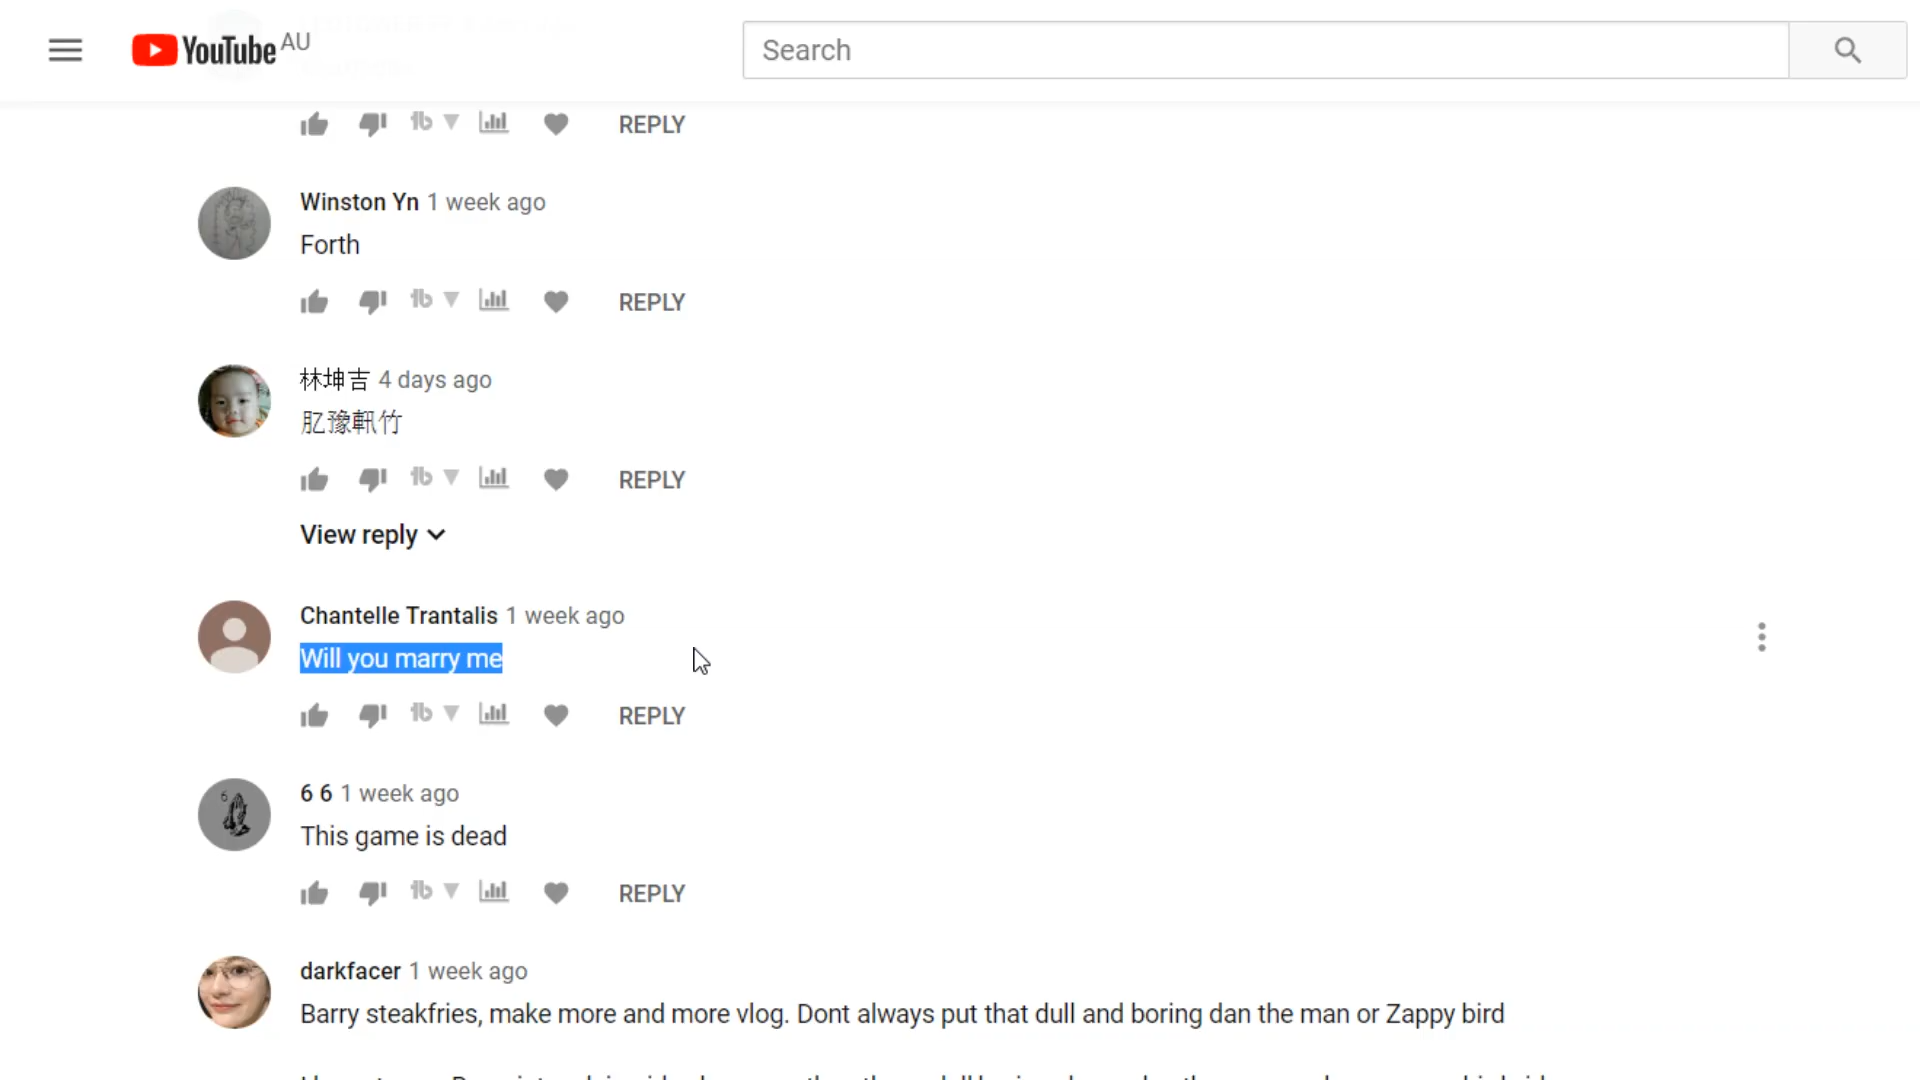 YouTube AU
Search
REPLY
Winston Yn 1 week ago
Forth
REPLY
林坤吉 4 days ago
肊豫軐竹
REPLY
View reply
Chantelle Trantalis 1 week ago
Will you marry me
REPLY
6 6 1 week ago
This game is dead
REPLY
darkfacer 1 week ago
Barry steakfries, make more and more vlog. Dont always put that dull and boring dan the man or Zappy bird